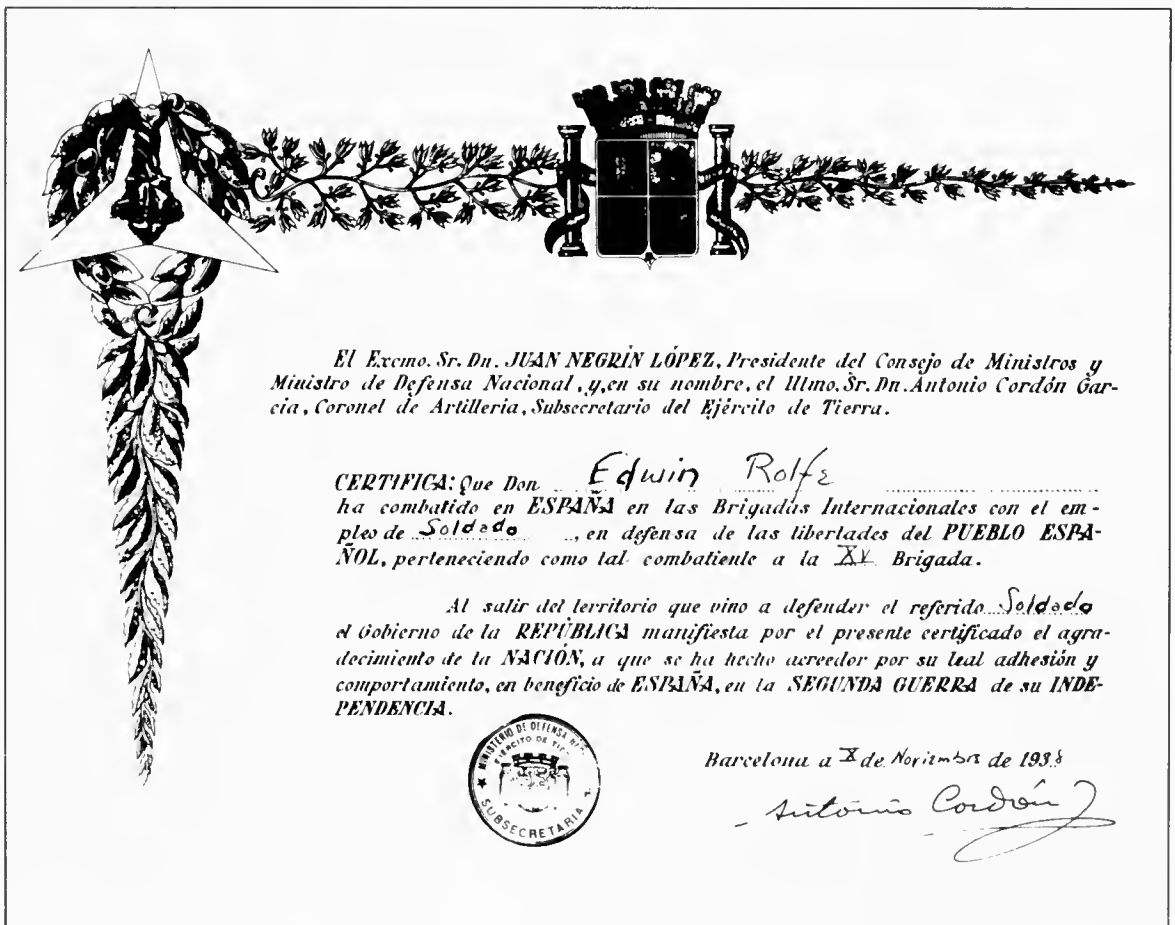 El Excmo. Sr. Dn. JUAN NEGRÍN LÓPEZ, Presidente del Consejo de Ministros y
Ministro de Defensa Nacional, y, en su nombre, el Iltmo. Sr. Dn. Antonio Cordón Gar-
cia, Coronel de Artilleria, Subsecretario del Ejército de Tierra.
CERTIFICA: Que Don Edwin Rolfe
ha combatido en ESPAÑA en las Brigadas Internacionales con el em-
pleo de Soldado, en defensa de las libertades del PUEBLO ESPA-
ÑOL, perteneciendo como tal combatiente a la XV Brigada.
Al salir del territorio que vino a defender el referido Soldado
el Gobierno de la REPÚBLICA manifiesta por el presente certificado el agra-
decimiento de la NACIÓN, a que se ha hecho acreedor por su leal adhesión y
comportamiento, en beneficio de ESPAÑA, en la SEGUNDA GUERRA de su INDE-
PENDENCIA.
MINISTERIO DE DEFENSA
EJERCITO DE
SUBSECRETARIA
Barcelona a X de Noviembre de 1938
Antonio Cordón